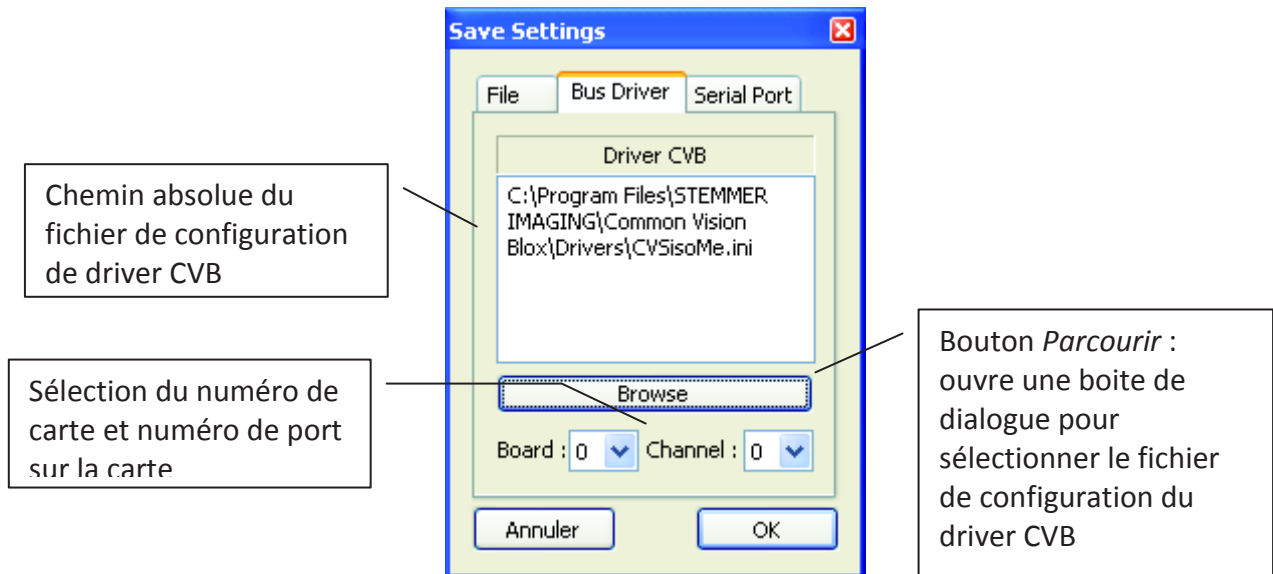 Save Settings
File Bus Driver Serial Port
Driver CVB
C:\Program Files\STEMMER
IMAGING\Common Vision
Blox\Drivers\CVSisoMe.ini
Browse
Board : 0 Channel : 0
Annuler OK
Chemin absolue du
fichier de configuration
de driver CVB
Sélection du numéro de
carte et numéro de port
sur la carte
Bouton Parcourir :
ouvre une boite de
dialogue pour
sélectionner le fichier
de configuration du
driver CVB